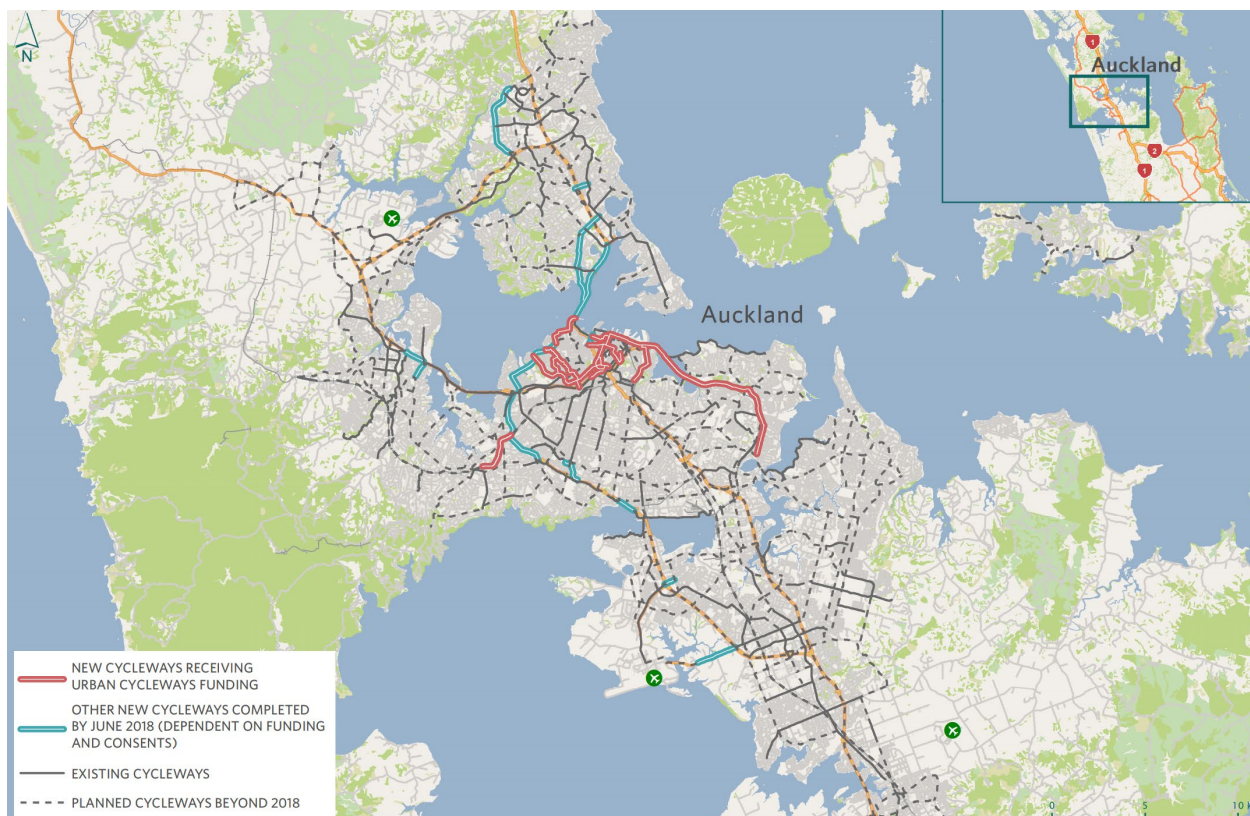 N
1
Auckland
2
1
Auckland
NEW CYCLEWAYS RECEIVING
URBAN CYCLEWAYS FUNDING
OTHER NEW CYCLEWAYS COMPLETED
BY JUNE 2018 (DEPENDENT ON FUNDING
AND CONSENTS)
EXISTING CYCLEWAYS
PLANNED CYCLEWAYS BEYOND 2018
0 5 10 k